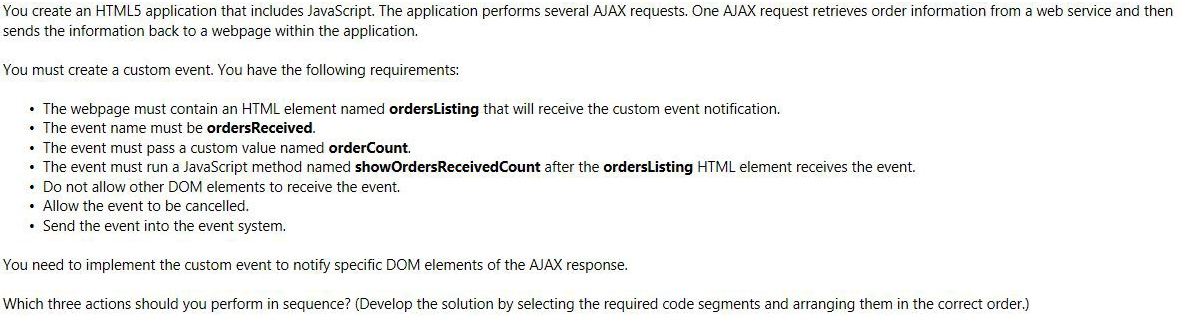 You create an HTML5 application that includes JavaScript. The application performs several AJAX requests. One AJAX request retrieves order information from a web service and then
sends the information back to a webpage within the application.
You must create a custom event. You have the following requirements:
• The webpage must contain an HTML element named ordersListing that will receive the custom event notification.
• The event name must be ordersReceived.
• The event must pass a custom value named orderCount.
• The event must run a JavaScript method named showOrdersReceivedCount after the ordersListing HTML element receives the event.
• Do not allow other DOM elements to receive the event.
• Allow the event to be cancelled.
• Send the event into the event system.
You need to implement the custom event to notify specific DOM elements of the AJAX response.
Which three actions should you perform in sequence? (Develop the solution by selecting the required code segments and arranging them in the correct order.)